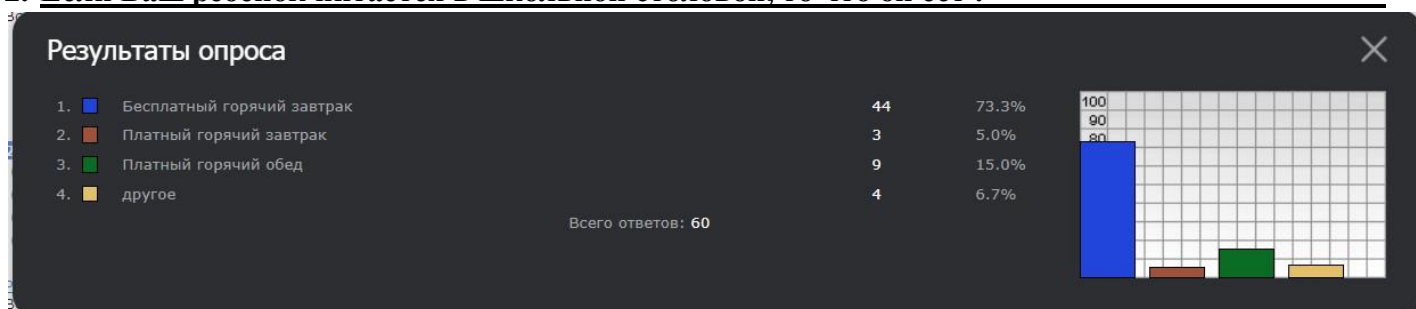 Результаты опроса
1. Бесплатный горячий завтрак 44 73.3%
2. Платный горячий завтрак 3 5.0%
3. Платный горячий обед 9 15.0%
4. другое 4 6.7%
Всего ответов: 60
100
90
80